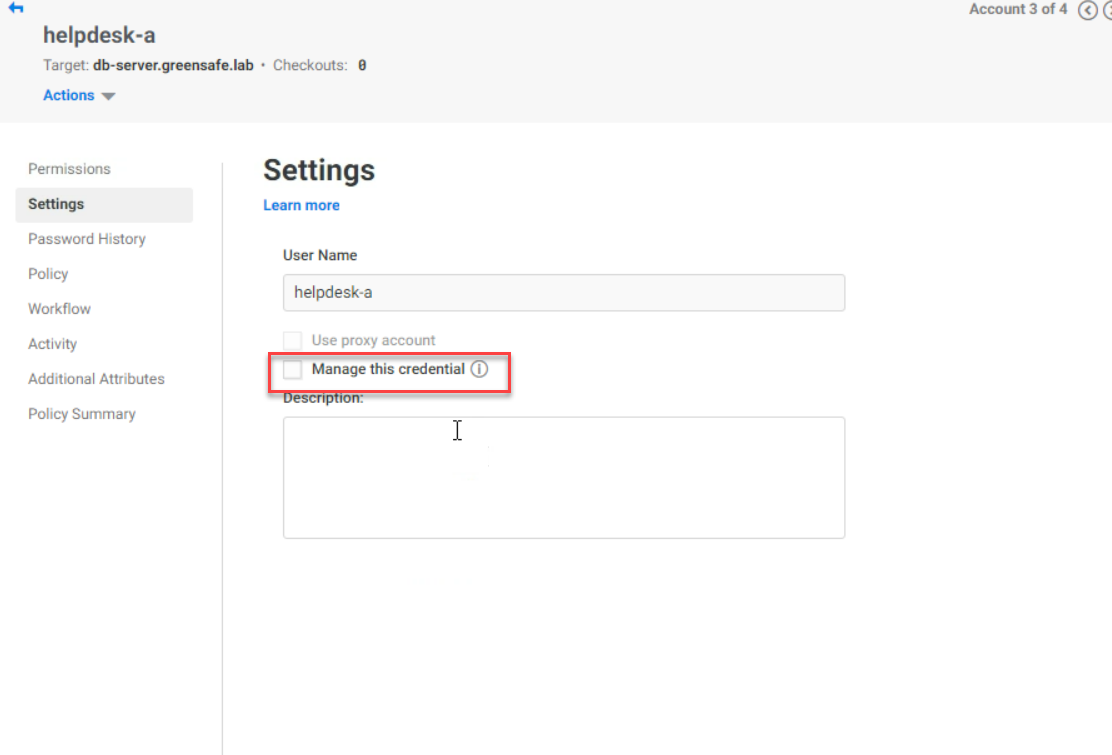 Account 3 of 4
helpdesk-a
Target: db-server.greensafe.lab · Checkouts: 0
Actions
Permissions
Settings
Password History
Policy
Workflow
Activity
Additional Attributes
Policy Summary
Settings
Learn more
User Name
helpdesk-a
Use proxy account
Manage this credential
Description: